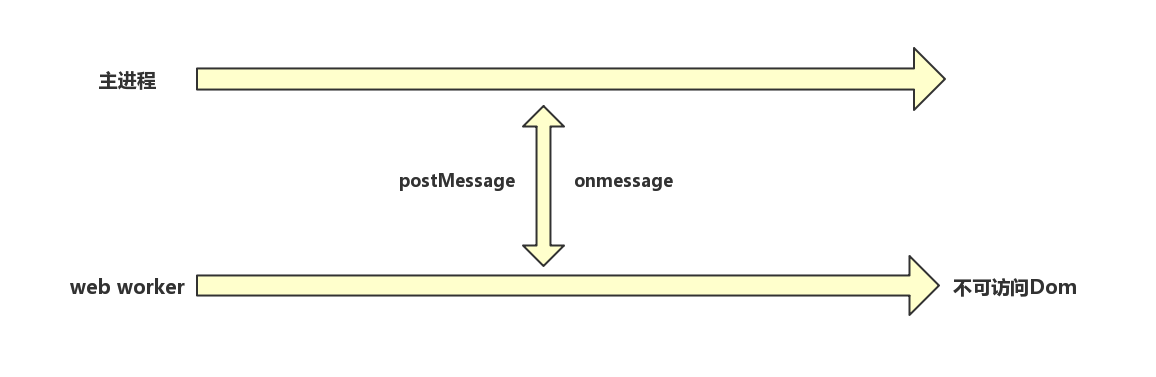 主进程
postMessage
onmessage
web worker
不可访问Dom